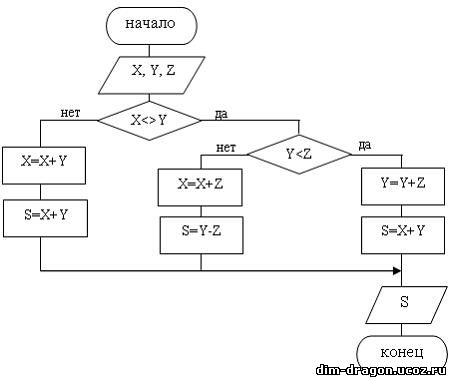 начало
X, Y, Z
нет
X<>Y
да
X=X+Y
S=X+Y
нет
Y<Z
да
X=X+Z
S=Y-Z
Y=Y+Z
S=X+Y
S
конец
dim-dragon.ucoz.ru